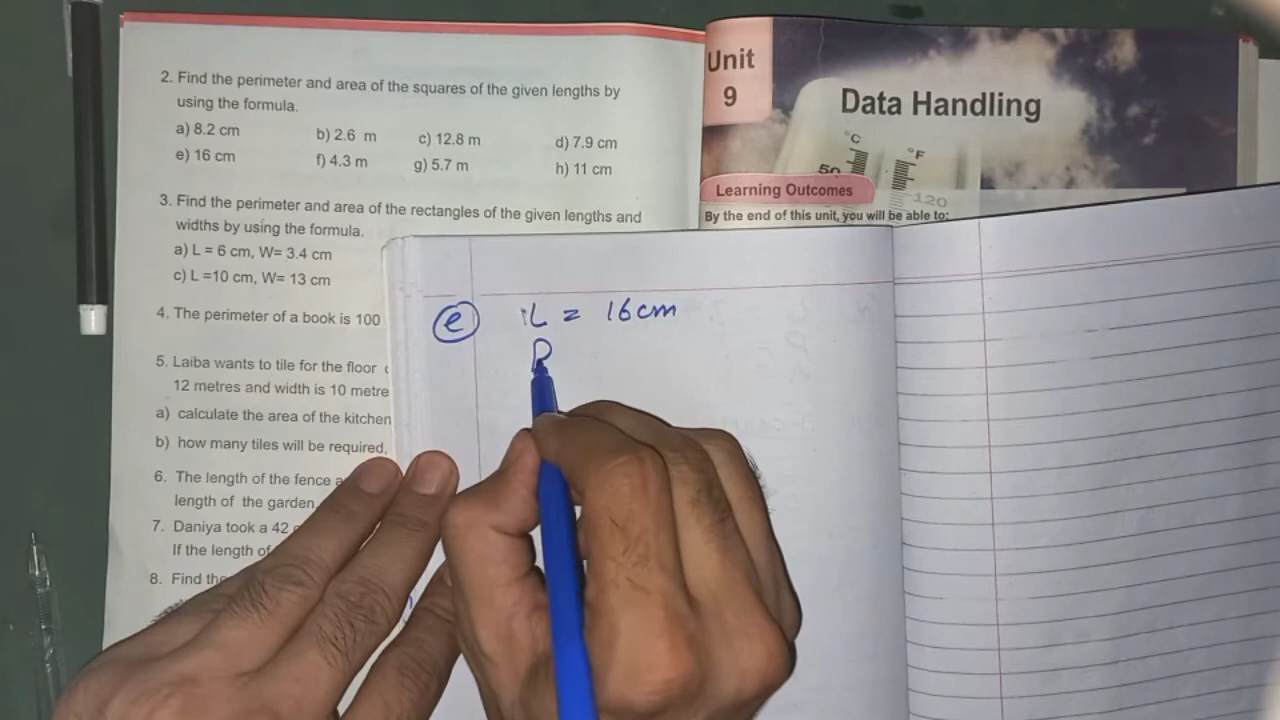 2. Find the perimeter and area of the squares of the given lengths by
using the formula.
a) 8.2 cm b) 2.6 m c) 12.8 m d) 7.9 cm
e) 16 cm f) 4.3 m g) 5.7 m h) 11 cm
3. Find the perimeter and area of the rectangles of the given lengths and
widths by using the formula.
a) L = 6 cm, W= 3.4 cm
c) L =10 cm, W= 13 cm
4. The perimeter of a book is 100
5. Laiba wants to tile for the floor
12 metres and width is 10 metre
a) calculate the area of the kitchen
b) how many tiles will be required,
6. The length of the fence a
length of the garden
7. Daniya took a 42
If the length of
8. Find the
Unit
9
Data Handling
°C
°F
50
120
Learning Outcomes
By the end of this unit, you will be able to:
e L = 16cm
P